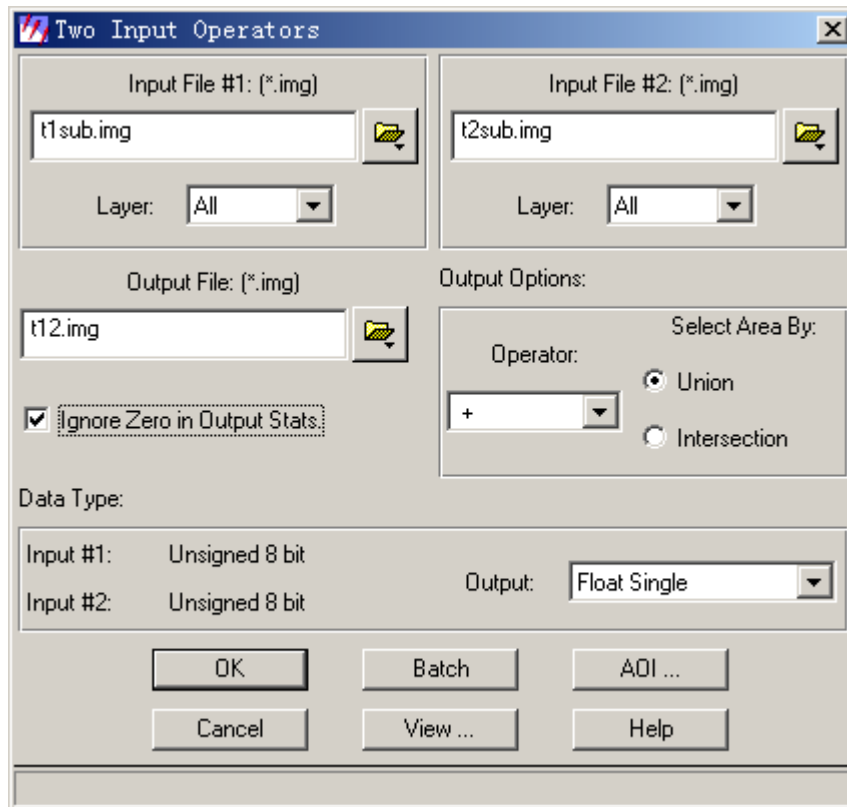 Two Input Operators
Input File #1: (*.img)
t1sub.img
Layer:
All
Input File #2: (*.img)
t2sub.img
Layer:
All
Output File: (*.img)
t12.img
Ignore Zero in Output Stats.
Output Options:
Operator:
+
Select Area By:
Union
Intersection
Data Type:
Input #1: Unsigned 8 bit
Input #2: Unsigned 8 bit
Output:
Float Single
OK
Batch
AOI ...
Cancel
View ...
Help